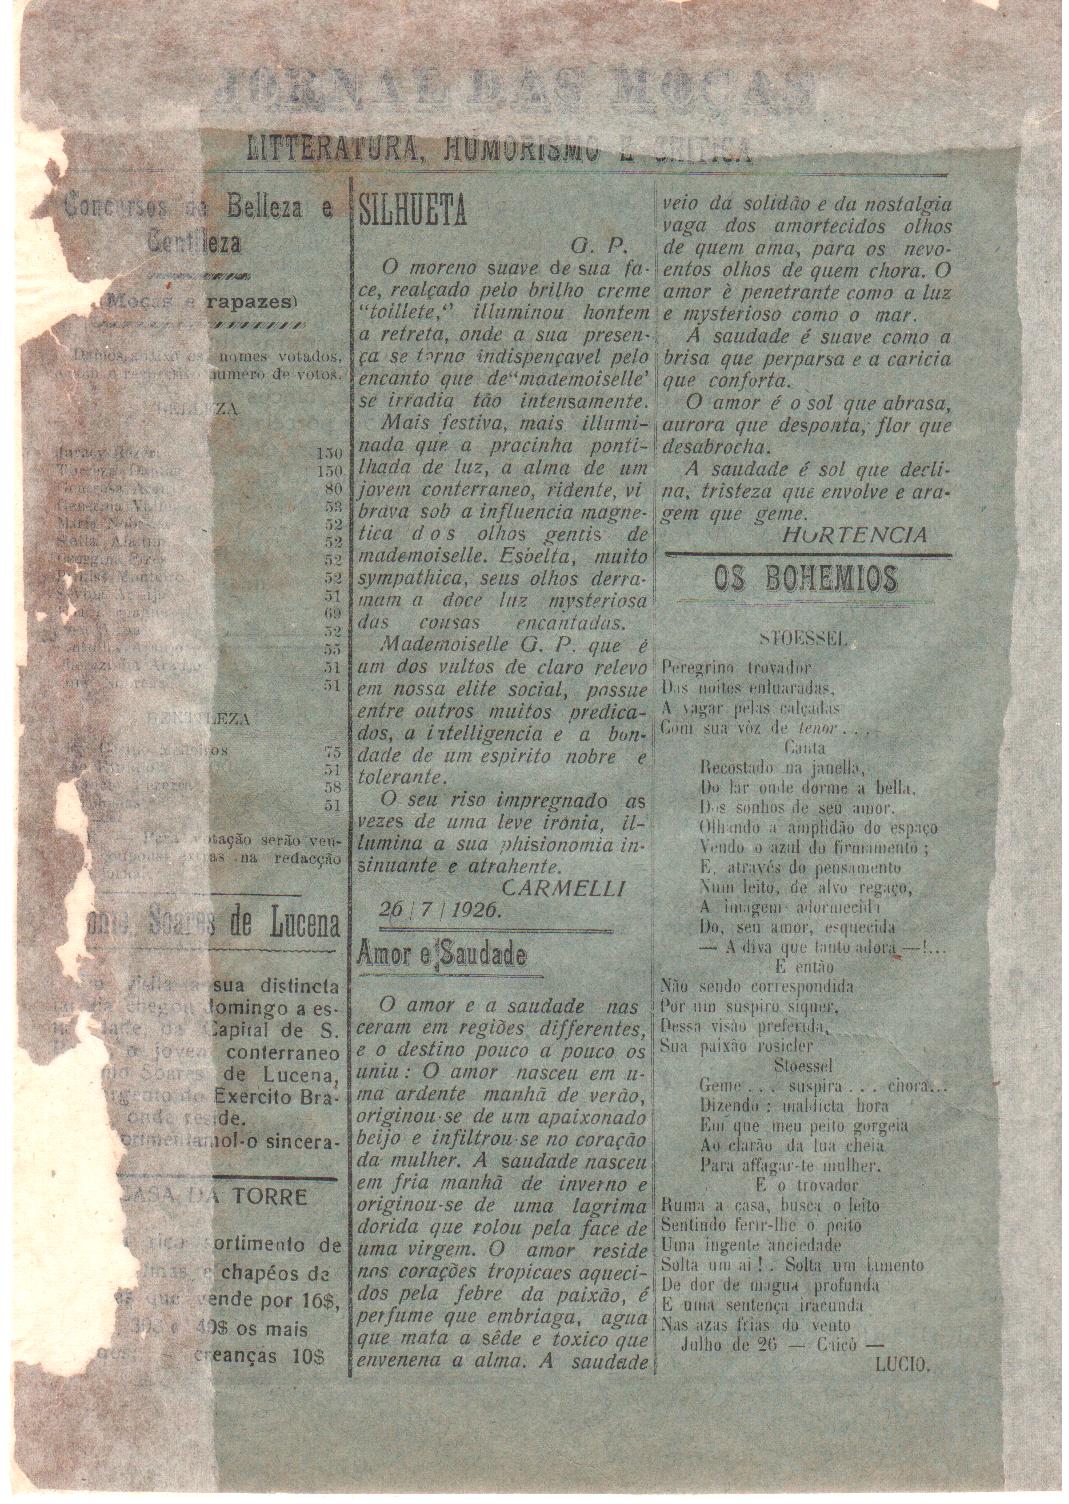 JORNAL DAS MOÇAS
LITTERATURA, HUMORISMO E CRITICA
Concursos de Belleza e
Gentileza
(Moças e rapazes)
nomes votados,
numero de votos.
BELLEZA
150
150
80
53
52
52
52
52
51
69
52
55
51
51
GENTILEZA
75
51
58
51
Para votação serão ven-
extras na redacção
Soares de Lucena
sua distincta
chegou domingo a es-
Capital de S.
o joven conterraneo
Soares de Lucena,
do Exercito Bra-
onde reside.
sincera-
CASA DA TORRE
rico sortimento de
e chapéos de
que vende por 16$,
30$ e 40$ os mais
creanças 10$
SILHUETA
G. P.
O moreno suave de sua fa-
ce, realçado pelo brilho creme
"toillete," illuminou hontem
a retreta, onde a sua presen-
ça se torna indispençavel pelo
encanto que de "mademoiselle'
se irradia tão intensamente.
Mais festiva, mais illumi-
nada que a pracinha ponti-
lhada de luz, a alma de um
jovem conterraneo, ridente, vi
brava sob a influencia magne-
tica dos olhos gentis de
mademoiselle. Esbelta, muito
sympathica, seus olhos derra-
mam a doce luz mysteriosa
das cousas encantadas.
Mademoiselle G. P. que é
um dos vultos de claro relevo
em nossa elite social, possue
entre outros muitos predica-
dos, a intelligencia e a bon-
dade de um espirito nobre e
tolerante.
O seu riso impregnado as
vezes de uma leve irònia, il-
lumina a sua phisionomia in-
sinuante e atrahente.
CARMELLI
26 / 7 / 1926.
Amor e Saudade
O amor e a saudade nas
ceram em regiões differentes,
e o destino pouco a pouco os
uniu : O amor nasceu em u-
ma ardente manhã de verão,
originou-se de um apaixonado
beijo e infiltrou-se no coração
da mulher. A saudade nasceu
em fria manhã de inverno e
originou-se de uma lagrima
dorida que rolou pela face de
uma virgem. O amor reside
nos corações tropicaes aqueci-
dos pela febre da paixão, é
perfume que embriaga, agua
que mata a sêde e toxico que
envenena a alma. A saudade
veio da solidão e da nostalgia
vaga dos amortecidos olhos
de quem ama, para os nevo-
entos olhos de quem chora. O
amor è penetrante como a luz
e mysterioso como o mar.
A saudade é suave como a
brisa que perparsa e a caricia
que conforta.
O amor é o sol que abrasa,
aurora que desponta, flor que
desabrocha.
A saudade é sol que decli-
na, tristeza que envolve e ara-
gem que geme.
HORTENCIA
OS BOHEMIOS
STOESSEL
Peregrino trovador
Das noites enluaradas,
A vagar pelas calçadas
Com sua vòz de tenor . . .
Canta
Recostado na janella,
Do lar onde dorme a bella,
Dos sonhos de seu amor.
Olhando a amplidão do espaço
Vendo o azul do firmamento ;
E, através do pensamento
Num leito, de alvo regaço,
A imagem adormecida
Do, seu amor, esquecida
— A diva que tanto adora —!...
E então
Não sendo correspondida
Por um suspiro siquer,
Dessa visão preferida,
Sua paixão rosicler
Stoessel
Geme . . . suspira . . . chora...
Dizendo : maldicta hora
Em que meu peito gorgeia
Ao clarão da lua cheia
Para affagar-te mulher.
E o trovador
Ruma a casa, busca o leito
Sentindo ferir-lhe o peito
Uma ingente anciedade
Solta um ai ! . Solta um lamento
De dor de magua profunda
E uma sentença iracunda
Nas azas frias do vento
Julho de 26 — Caicó —
LUCIO.